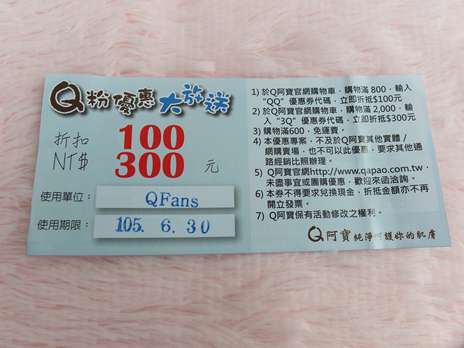 Q粉優惠大放送
折扣
NT$
100
300
元
使用單位：
QFans
使用期限：
105. 6. 30
1) 於Q阿寶官網購物車，購物滿800，輸入
"QQ"優惠券代碼，立即折抵$100元
2) 於Q阿寶官網購物車，購物滿2,000，輸
入"3Q"優惠券代碼，立即折抵$300元
3) 購物滿600，免運費．
4) 本優惠專案，不及於Q阿寶其他實體/
網購賣場，也不可以此優惠，要求其他通
路經銷比照辦理．
5) Q阿寶官網http://www.qapao.com.tw．
未盡事宜或團購優惠，歡迎來函洽詢．
6) 本券不得要求兌換現金，折抵金額亦不再
開立發票．
7) Q阿寶保有活動修改之權利．
Q阿寶 純淨呵護妳的肌膚